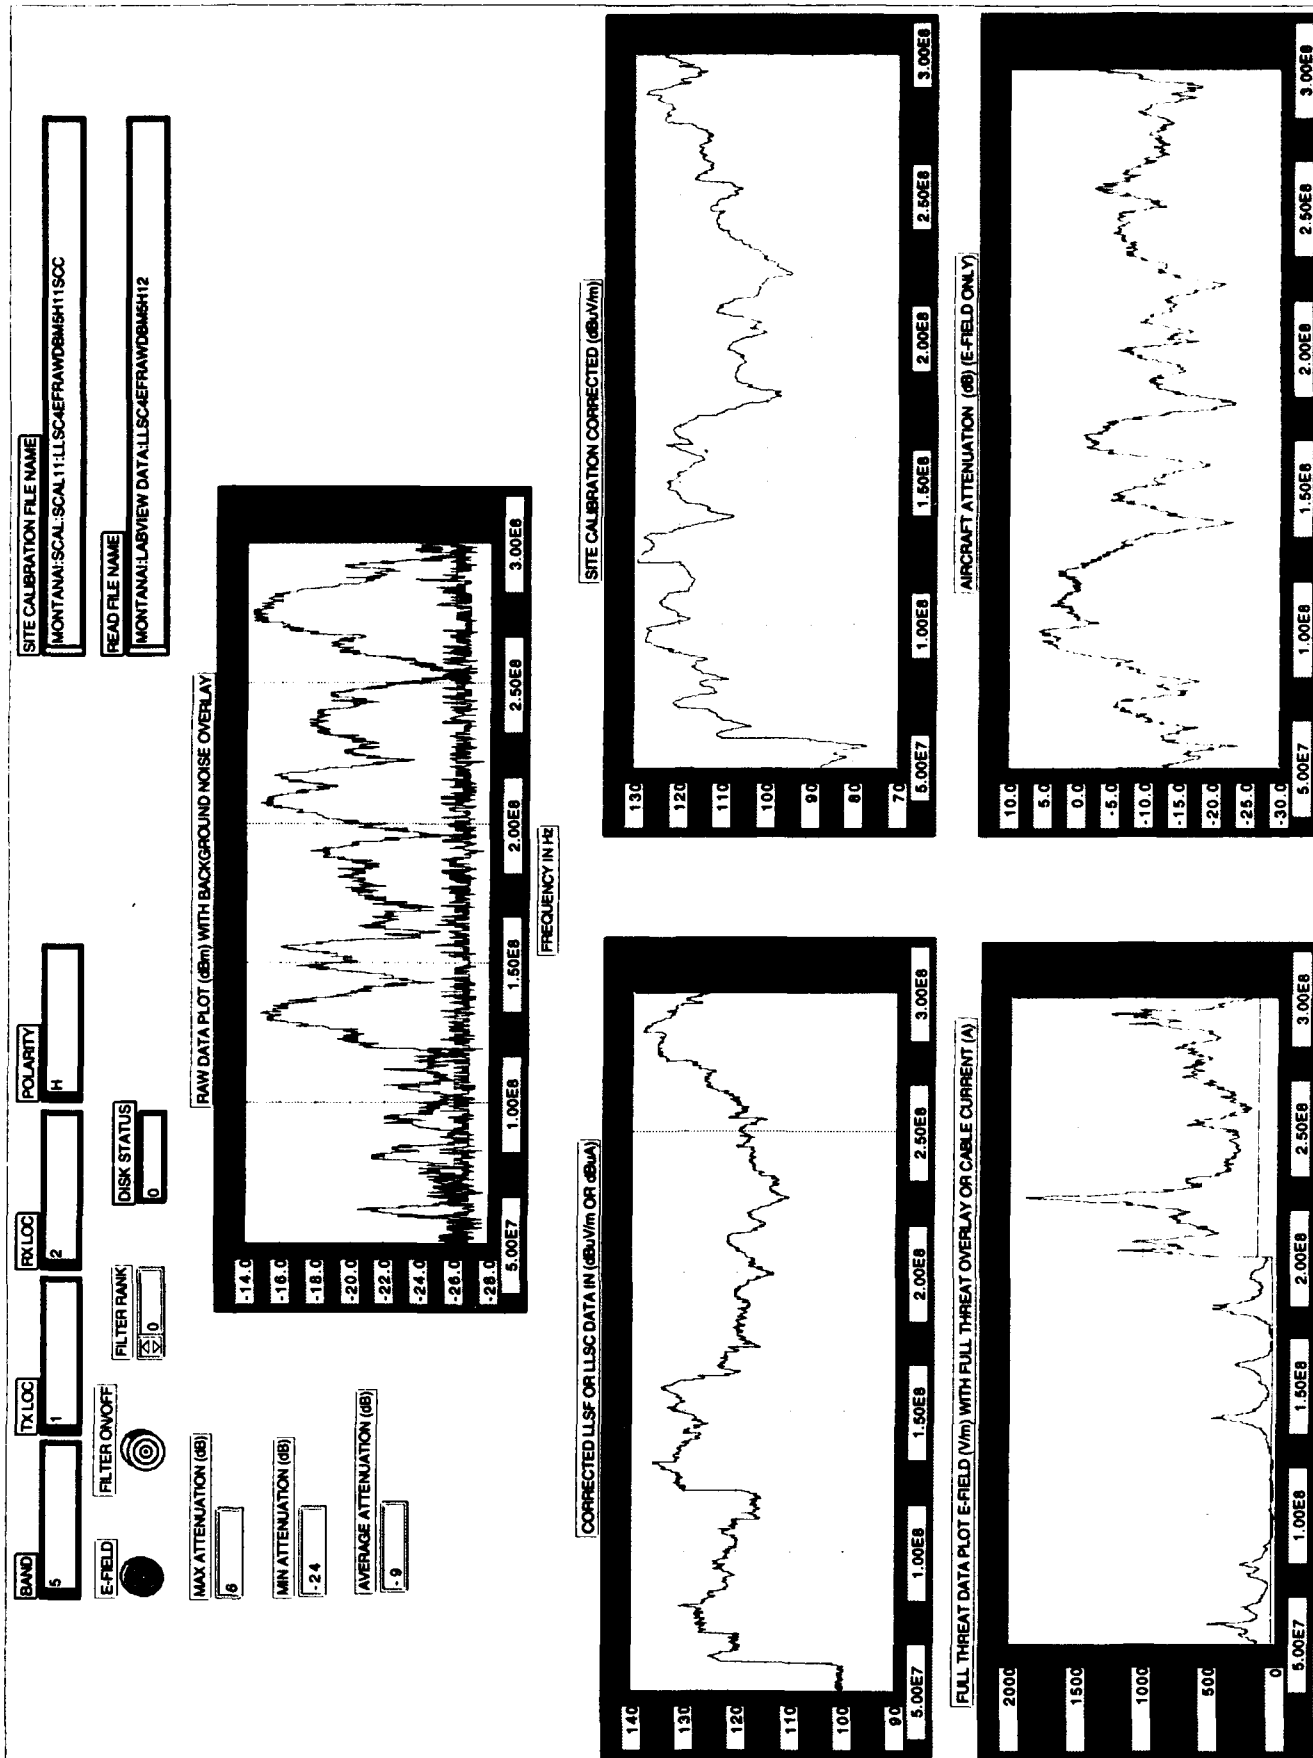 BAND
5
TX LOC
1
RX LOC
2
POLARITY
H
SITE CALIBRATION FILE NAME
MONTANAI:SCAL:SCAL11:LLSC4EFRAWDBM5H11SCC
E-FIELD
FILTER ON/OFF
FILTER RANK
0
DISK STATUS
0
READ FILE NAME
MONTANAI:LABVIEW DATA:LLSC4EFRAWDBM5H12
MAX ATTENUATION (dB)
6
MIN ATTENUATION (dB)
-24
AVERAGE ATTENUATION (dB)
-9
RAW DATA PLOT (dBm) WITH BACKGROUND NOISE OVERLAY
-14.0
-16.0
-18.0
-20.0
-22.0
-24.0
-26.0
-28.0
5.00E7 1.00E8 1.50E8 2.00E8 2.50E8 3.00E8
FREQUENCY IN Hz
CORRECTED LLSF OR LLSC DATA IN (dBuV/m OR dBuA)
140
130
120
110
100
90
5.00E7 1.00E8 1.50E8 2.00E8 2.50E8 3.00E8
SITE CALIBRATION CORRECTED (dBuV/m)
130
120
110
100
90
80
70
5.00E7 1.00E8 1.50E8 2.00E8 2.50E8 3.00E8
FULL THREAT DATA PLOT E-FIELD (V/m) WITH FULL THREAT OVERLAY OR CABLE CURRENT (A)
2000
1500
1000
500
0
5.00E7 1.00E8 1.50E8 2.00E8 2.50E8 3.00E8
AIRCRAFT ATTENUATION (dB) (E-FIELD ONLY)
10.0
5.0
0.0
-5.0
-10.0
-15.0
-20.0
-25.0
-30.0
5.00E7 1.00E8 1.50E8 2.00E8 2.50E8 3.00E8